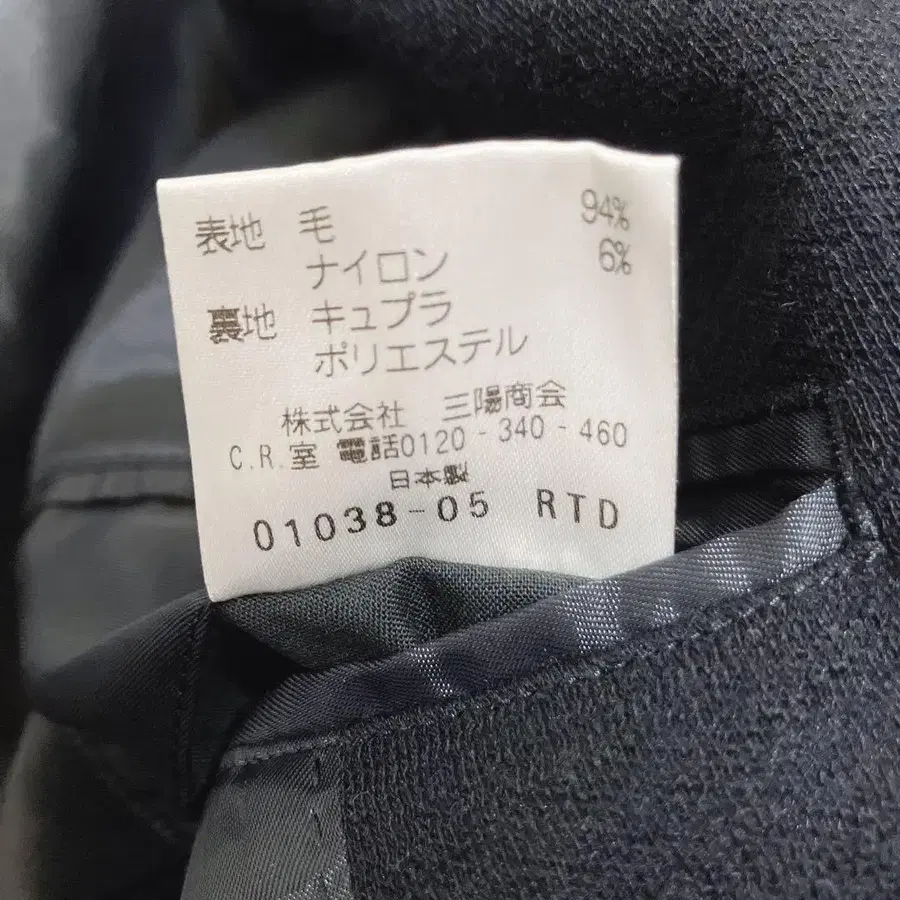 表地 毛 94%
ナイロン 6%
裏地 キュプラ
ポリエステル
株式会社 三陽商会
C.R.室 電話0120-340-460
日本製
01038-05 RTD